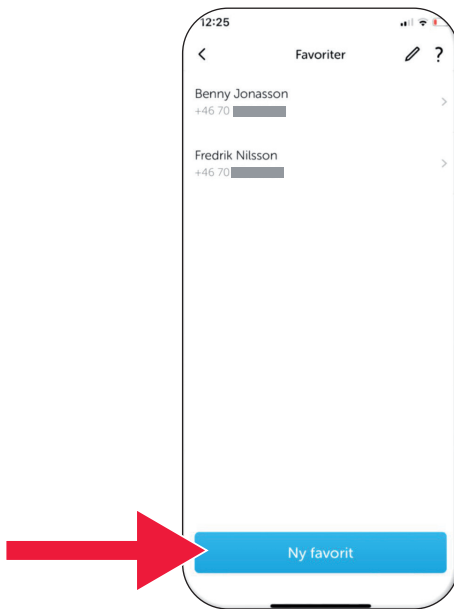 12:25
Favoriter ?
Benny Jonasson
+46 70
Fredrik Nilsson
+46 70
Ny favorit